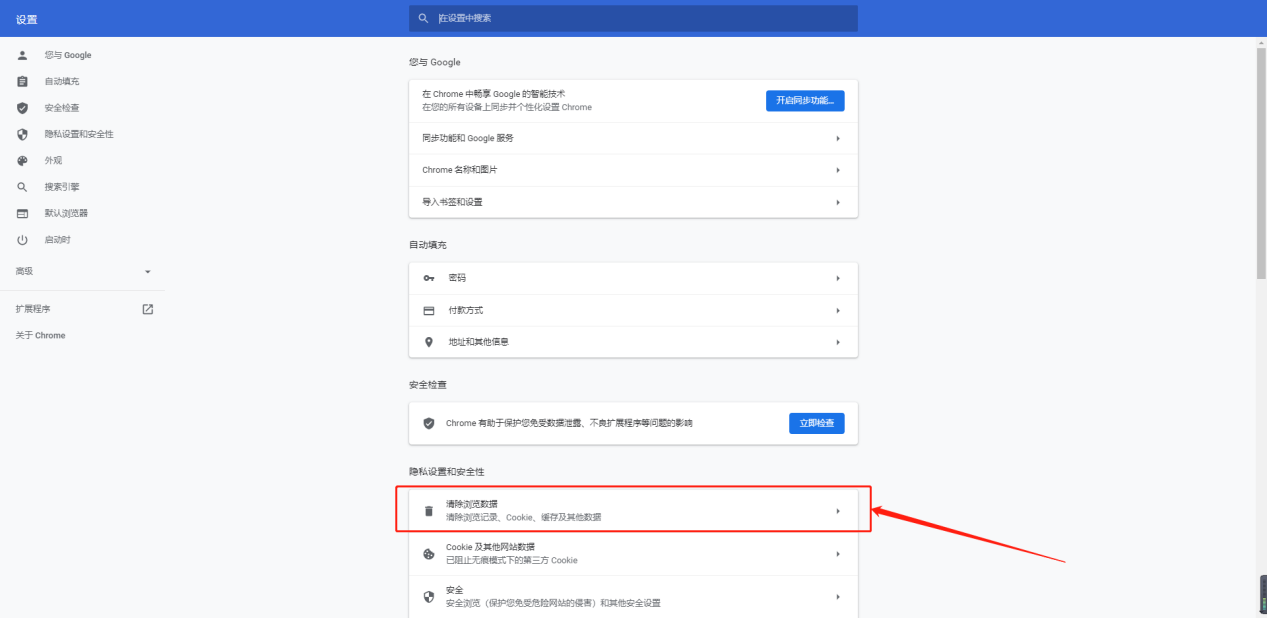 设置
在设置中搜索
您与 Google
自动填充
安全检查
隐私设置和安全性
外观
搜索引擎
默认浏览器
启动时
高级
扩展程序
关于 Chrome
您与 Google
在 Chrome 中畅享 Google 的智能技术
在您的所有设备上同步并个性化设置 Chrome
开启同步功能...
同步功能和 Google 服务
Chrome 名称和图片
导入书签和设置
自动填充
密码
付款方式
地址和其他信息
安全检查
Chrome 有助于保护您免受数据泄露、不良扩展程序等问题的影响
立即检查
隐私设置和安全性
清除浏览数据
清除浏览记录、Cookie、缓存及其他数据
Cookie 及其他网站数据
已阻止无痕模式下的第三方 Cookie
安全
安全浏览（保护您免受危险网站的侵害）和其他安全设置